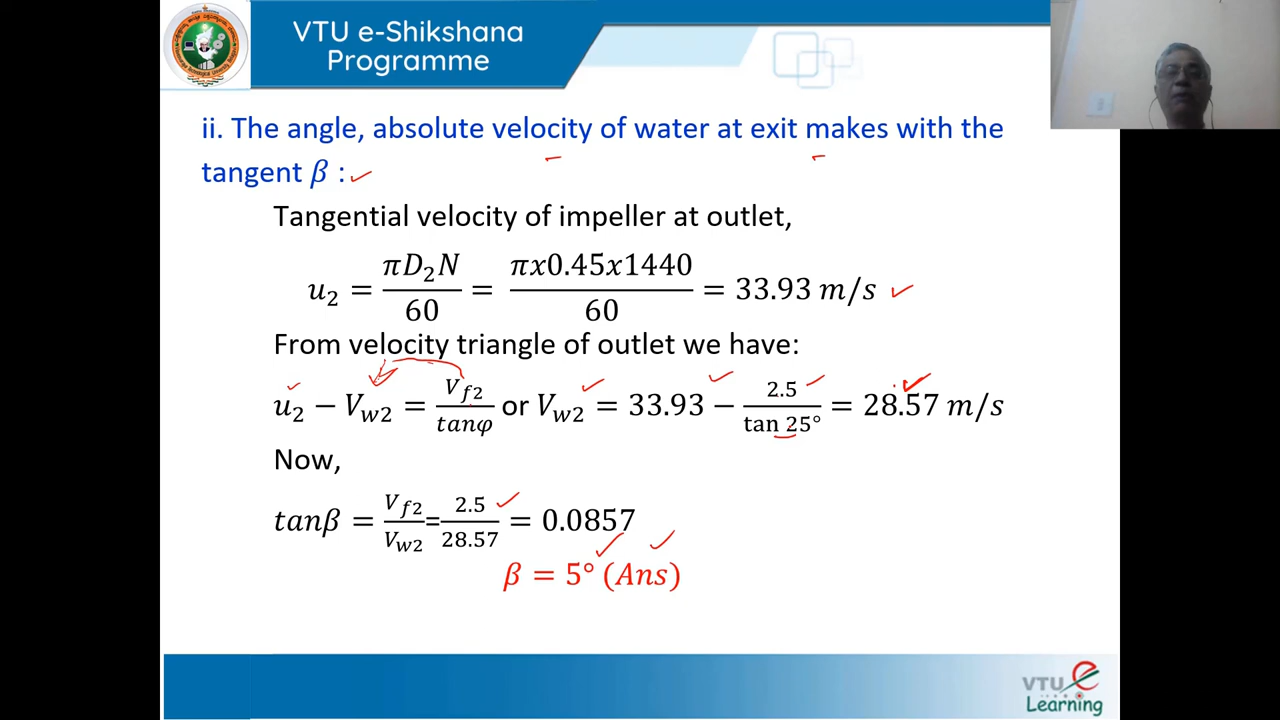 VTU e-Shikshana
Programme
ii. The angle, absolute velocity of water at exit makes with the
tangent β :
Tangential velocity of impeller at outlet,
u₂ = πD₂N/60 = πx0.45x1440/60 = 33.93 m/s
From velocity triangle of outlet we have:
u₂ − V_w2 = V_f2/tanφ or V_w2 = 33.93 − 2.5/tan 25° = 28.57 m/s
Now,
tanβ = V_f2/V_w2=2.5/28.57 = 0.0857
β = 5° (Ans)
VTU e
Learning